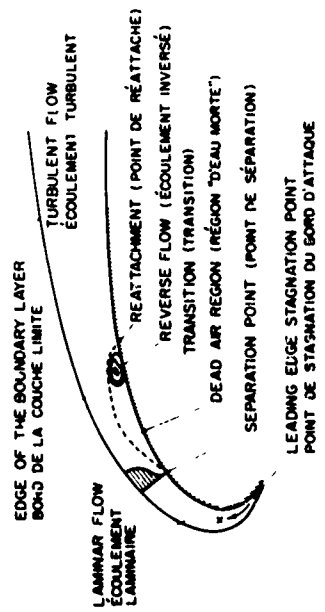 EDGE OF THE BOUNDARY LAYER
BORD DE LA COUCHE LIMITE
TURBULENT FLOW
ÉCOULEMENT TURBULENT
LAMINAR FLOW
ÉCOULEMENT
LAMINAIRE
REATTACHMENT (POINT DE RÉATTACHE)
REVERSE FLOW (ÉCOULEMENT INVERSÉ)
TRANSITION (TRANSITION)
DEAD AIR REGION (RÉGION "D'EAU MORTE")
SEPARATION POINT (POINT DE SÉPARATION)
x
LEADING EDGE STAGNATION POINT
POINT DE STAGNATION DU BORD D'ATTAQUE